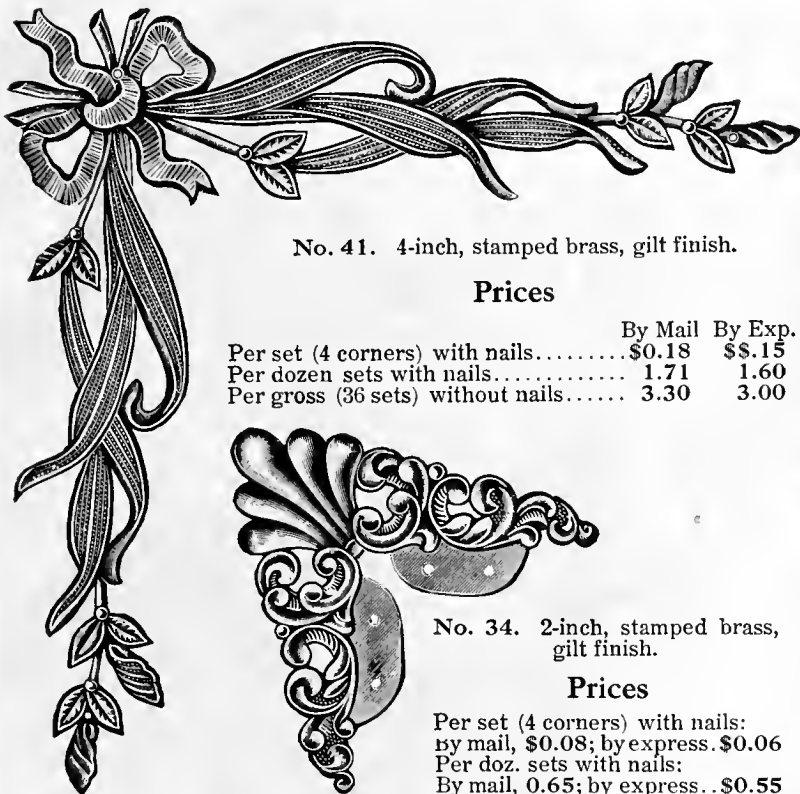 No. 41. 4-inch, stamped brass, gilt finish.
Prices
By Mail By Exp.
Per set (4 corners) with nails.........$0.18 $$.15
Per dozen sets with nails............. 1.71 1.60
Per gross (36 sets) without nails...... 3.30 3.00
No. 34. 2-inch, stamped brass,
gilt finish.
Prices
Per set (4 corners) with nails:
By mail, $0.08; by express.$0.06
Per doz. sets with nails:
By mail, 0.65; by express..$0.55